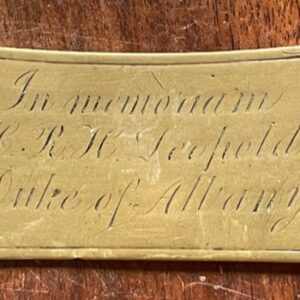 In memoriam
R. H. Leopold
Duke of Albany